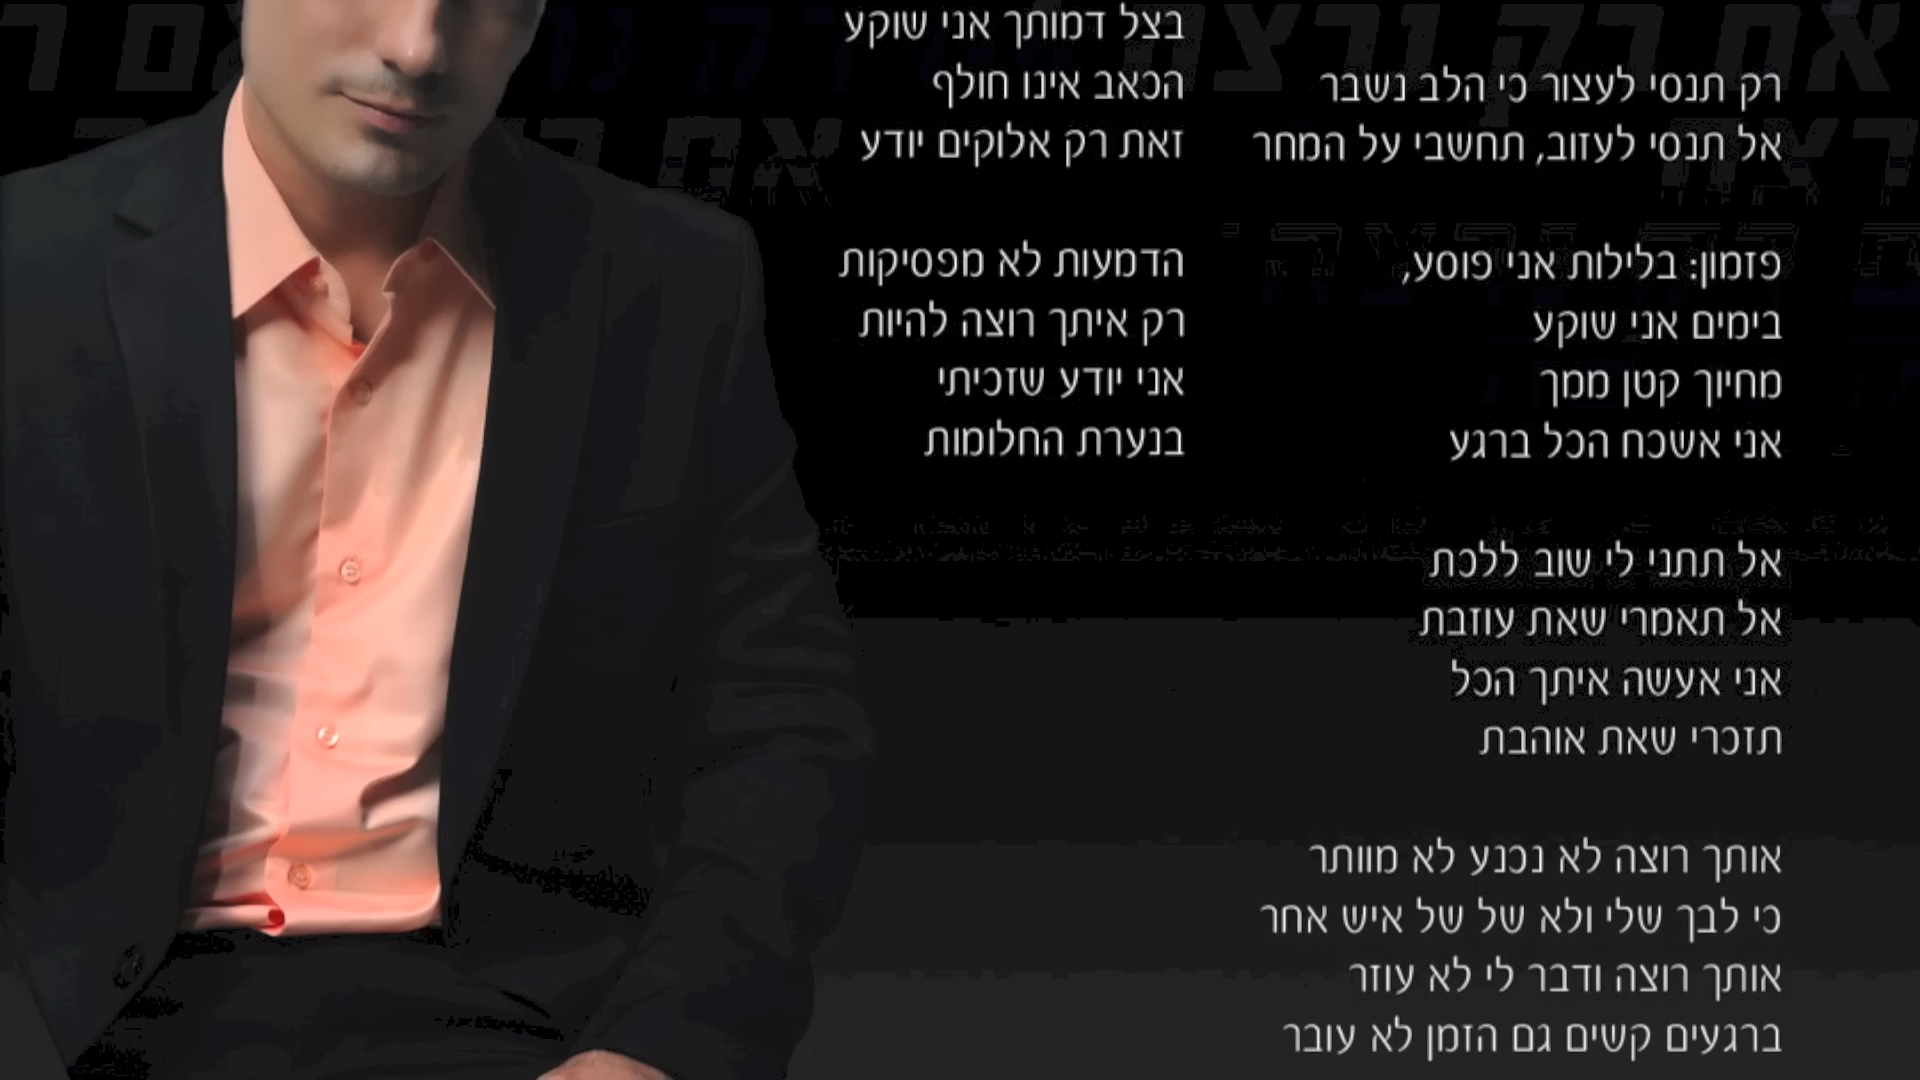 רק תנסי לעצור כי הלב נשבר
אל תנסי לעזוב, תחשבי על המחר
פזמון: בלילות אני פוסע,
בימים אני שוקע
מחיוך קטן ממך
אני אשכח הכל ברגע
אל תתני לי שוב ללכת
אל תאמרי שאת עוזבת
אני אעשה איתך הכל
תזכרי שאת אוהבת
אותך רוצה לא נכנע לא מוותר
כי לבך שלי ולא של של איש אחר
אותך רוצה ודבר לי לא עוזר
ברגעים קשים גם הזמן לא עובר
בצל דמותך אני שוקע
הכאב אינו חולף
זאת רק אלוקים יודע
הדמעות לא מפסיקות
רק איתך רוצה להיות
אני יודע שזכיתי
בנערת החלומות